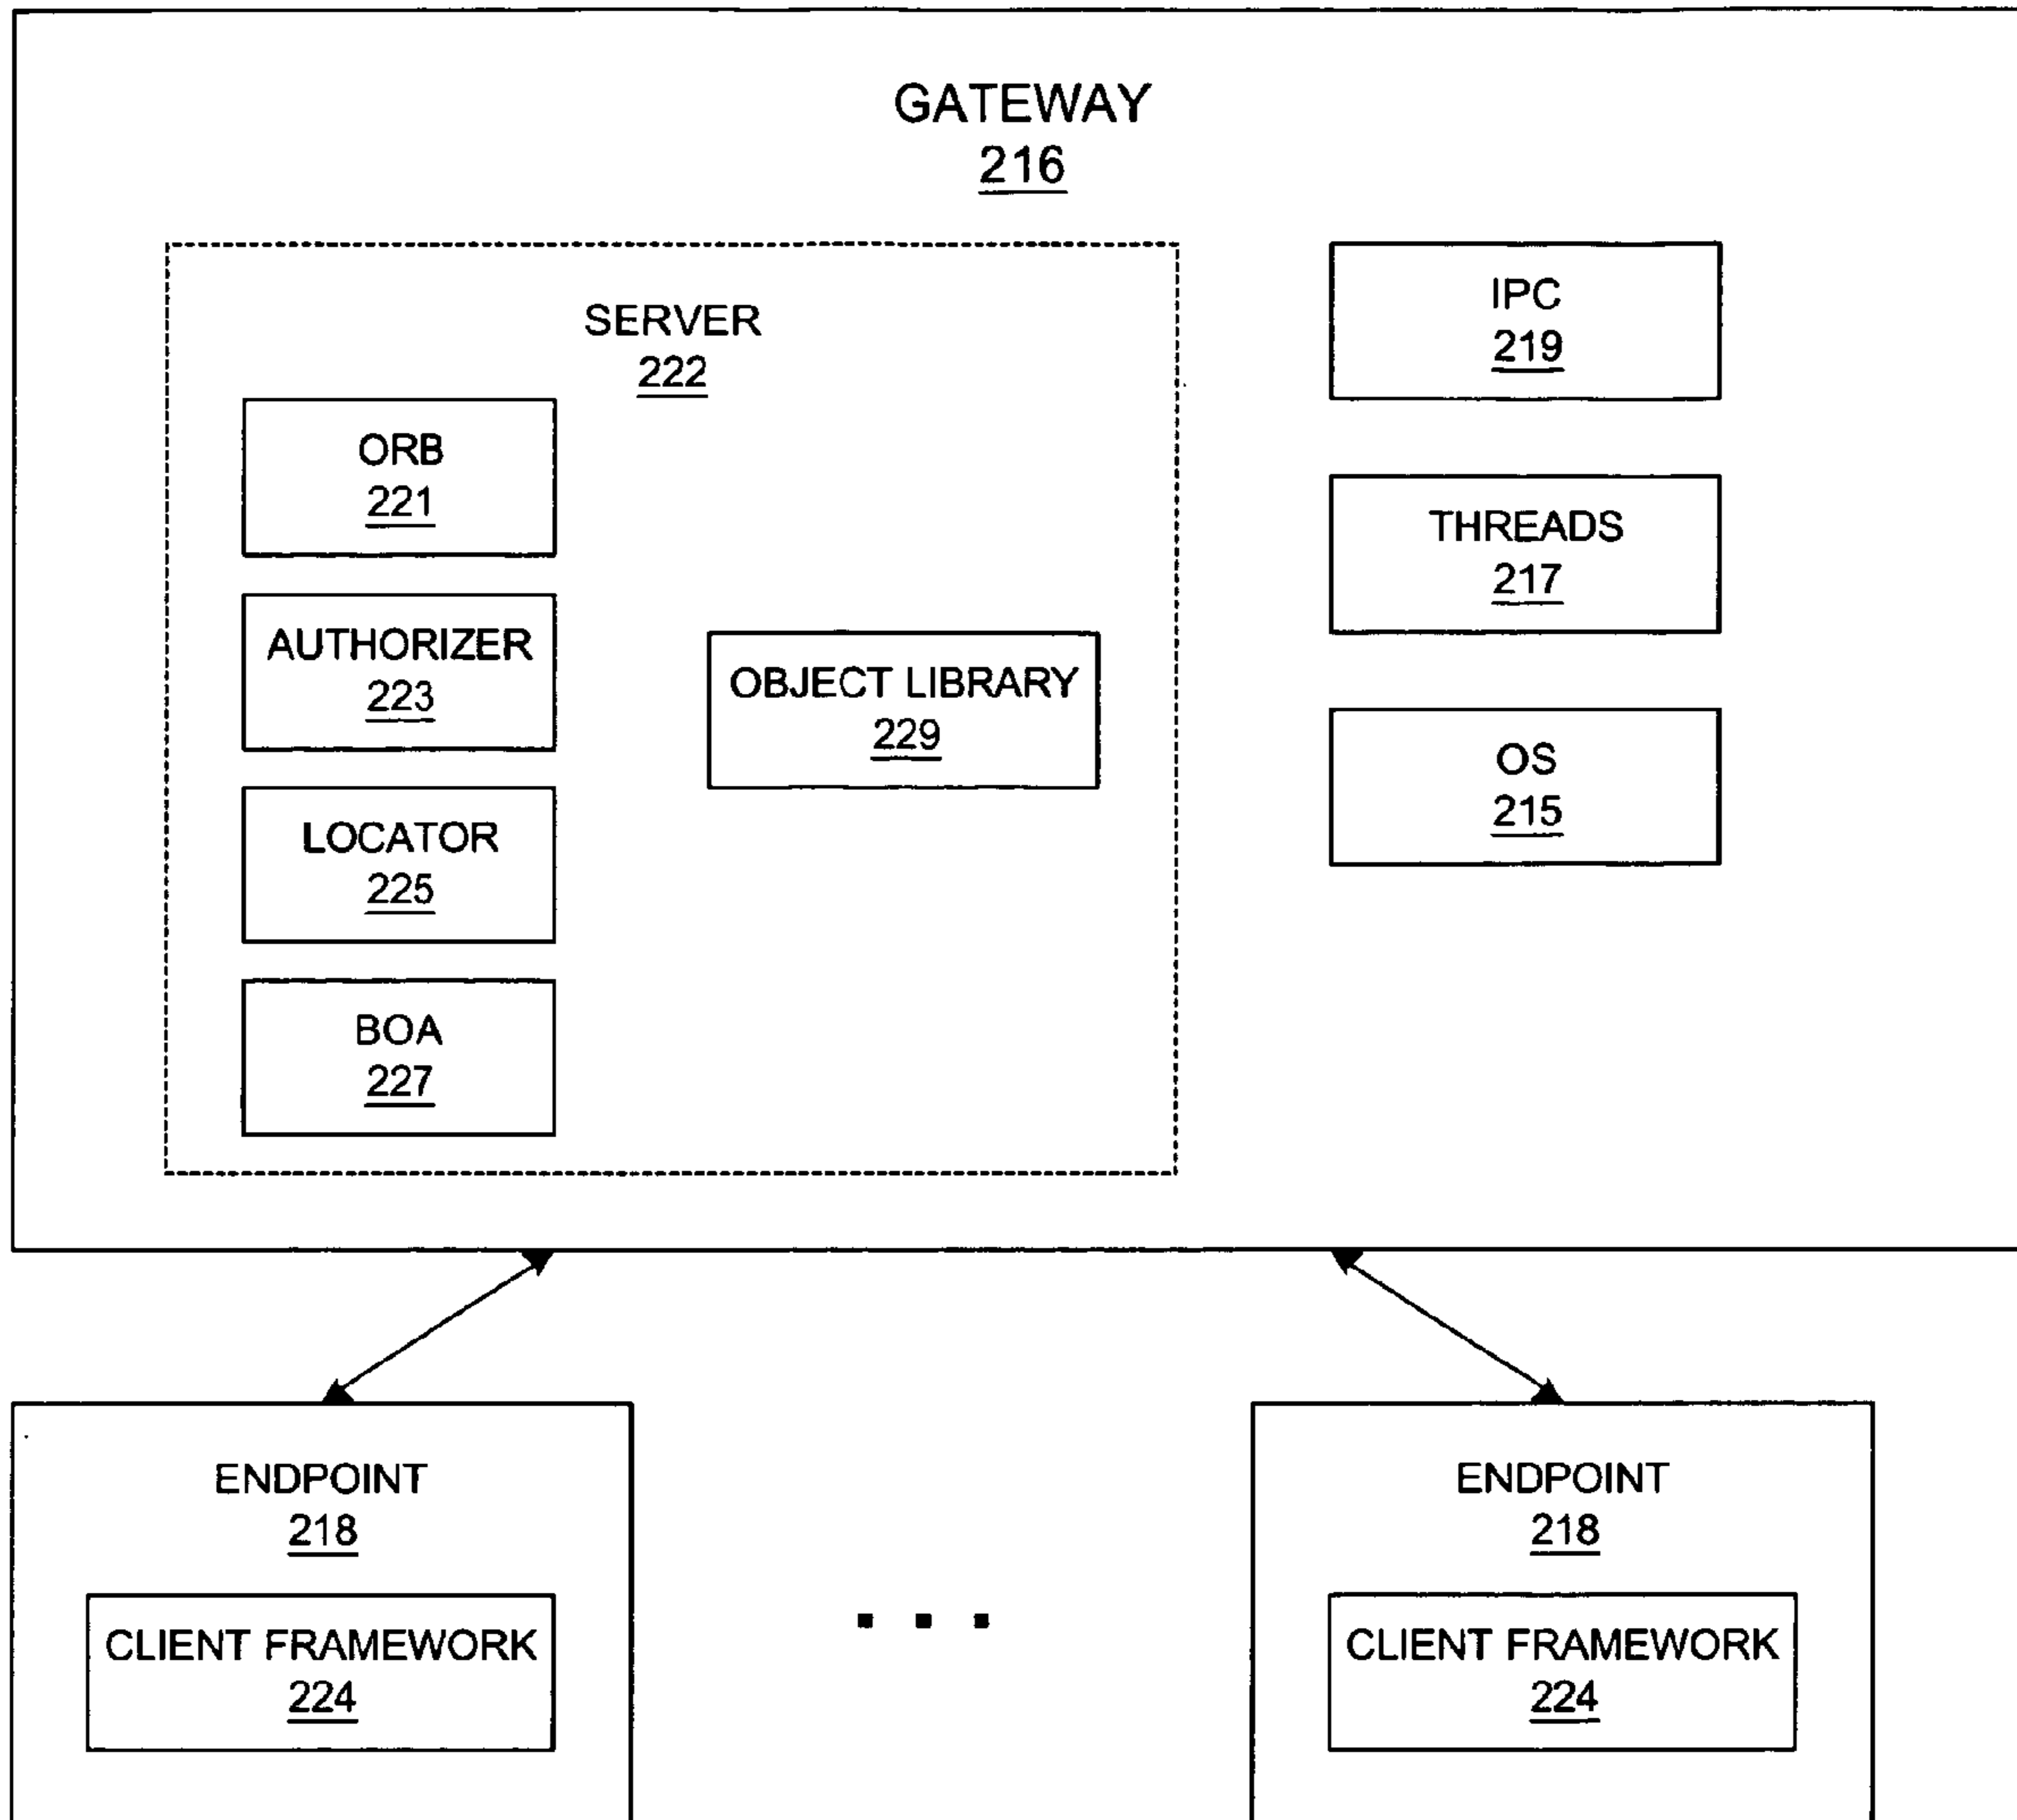 GATEWAY
216
SERVER
222
ORB
221
AUTHORIZER
223
LOCATOR
225
BOA
227
OBJECT LIBRARY
229
IPC
219
THREADS
217
OS
215
ENDPOINT
218
CLIENT FRAMEWORK
224
. . .
ENDPOINT
218
CLIENT FRAMEWORK
224